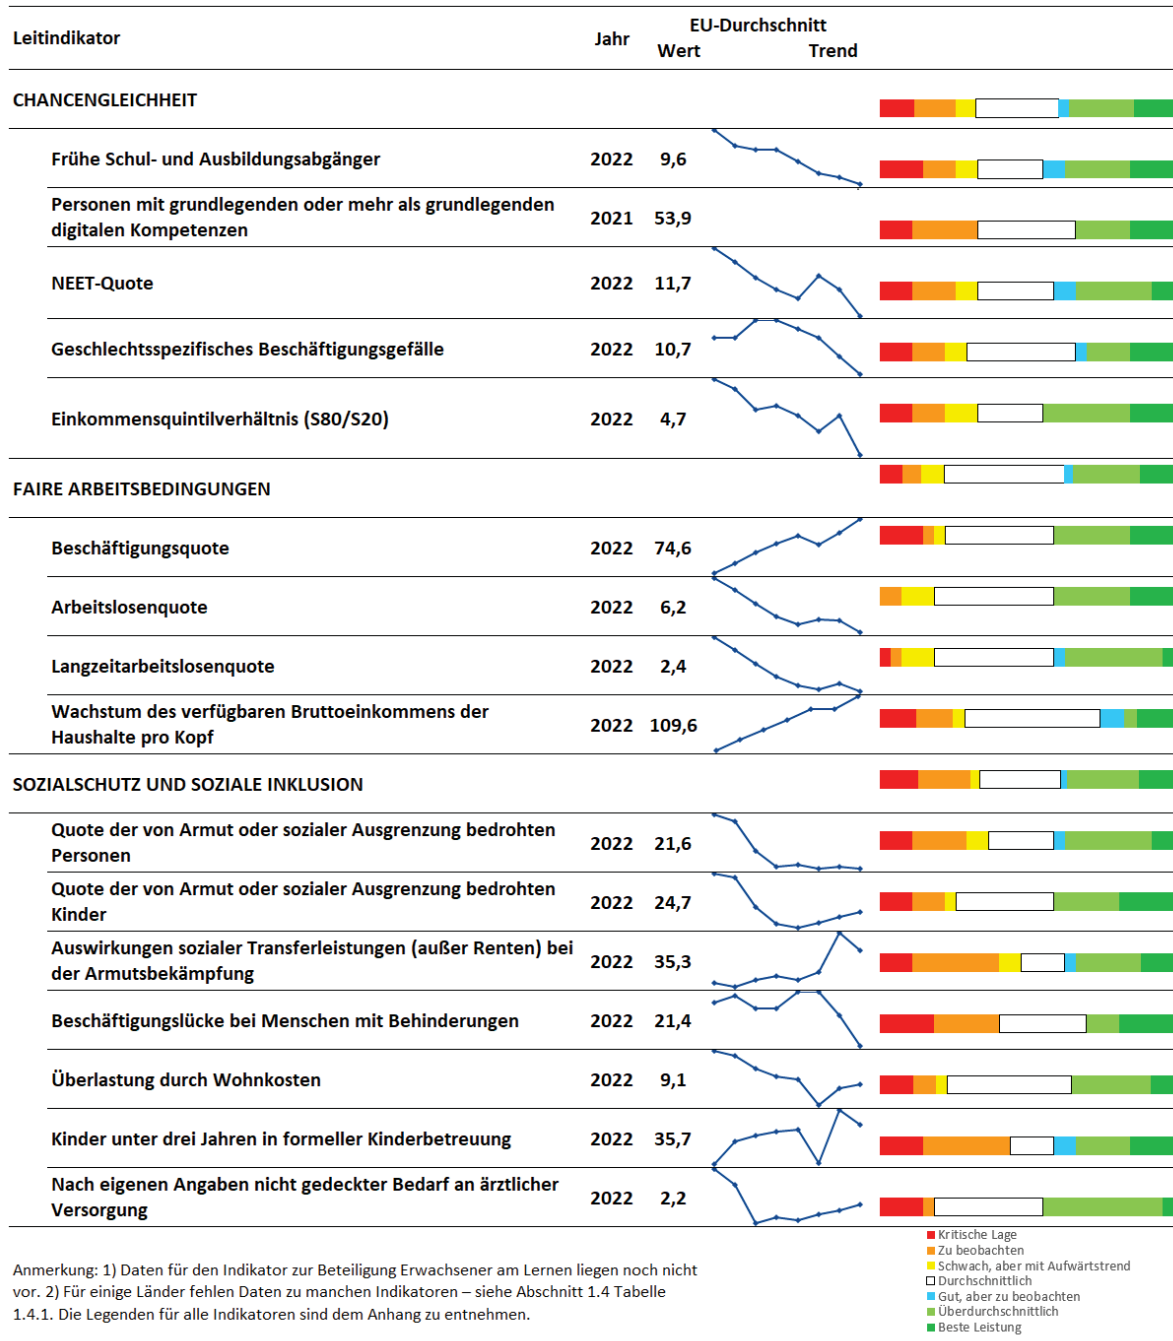 Leitindikator Jahr EU-Durchschnitt
Wert Trend
CHANCENGLEICHHEIT
Frühe Schul- und Ausbildungsabgänger 2022 9,6
Personen mit grundlegenden oder mehr als grundlegenden
digitalen Kompetenzen 2021 53,9
NEET-Quote 2022 11,7
Geschlechtsspezifisches Beschäftigungsgefälle 2022 10,7
Einkommensquintilverhältnis (S80/S20) 2022 4,7
FAIRE ARBEITSBEDINGUNGEN
Beschäftigungsquote 2022 74,6
Arbeitslosenquote 2022 6,2
Langzeitarbeitslosenquote 2022 2,4
Wachstum des verfügbaren Bruttoeinkommens der
Haushalte pro Kopf 2022 109,6
SOZIALSCHUTZ UND SOZIALE INKLUSION
Quote der von Armut oder sozialer Ausgrenzung bedrohten
Personen 2022 21,6
Quote der von Armut oder sozialer Ausgrenzung bedrohten
Kinder 2022 24,7
Auswirkungen sozialer Transferleistungen (außer Renten) bei
der Armutsbekämpfung 2022 35,3
Beschäftigungslücke bei Menschen mit Behinderungen 2022 21,4
Überlastung durch Wohnkosten 2022 9,1
Kinder unter drei Jahren in formeller Kinderbetreuung 2022 35,7
Nach eigenen Angaben nicht gedeckter Bedarf an ärztlicher
Versorgung 2022 2,2
Kritische Lage
Zu beobachten
Schwach, aber mit Aufwärtstrend
Durchschnittlich
Gut, aber zu beobachten
Überdurchschnittlich
Beste Leistung
Anmerkung: 1) Daten für den Indikator zur Beteiligung Erwachsener am Lernen liegen noch nicht
vor. 2) Für einige Länder fehlen Daten zu manchen Indikatoren – siehe Abschnitt 1.4 Tabelle
1.4.1. Die Legenden für alle Indikatoren sind dem Anhang zu entnehmen.